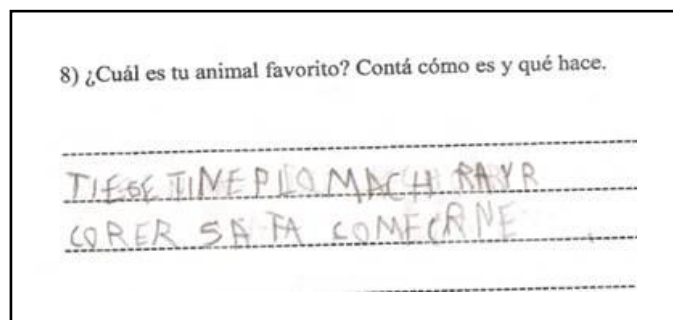 8) ¿Cuál es tu animal favorito? Contá cómo es y qué hace.
TIESE TINE PLO MACH RAYR
CORER SA TA COMECRNE